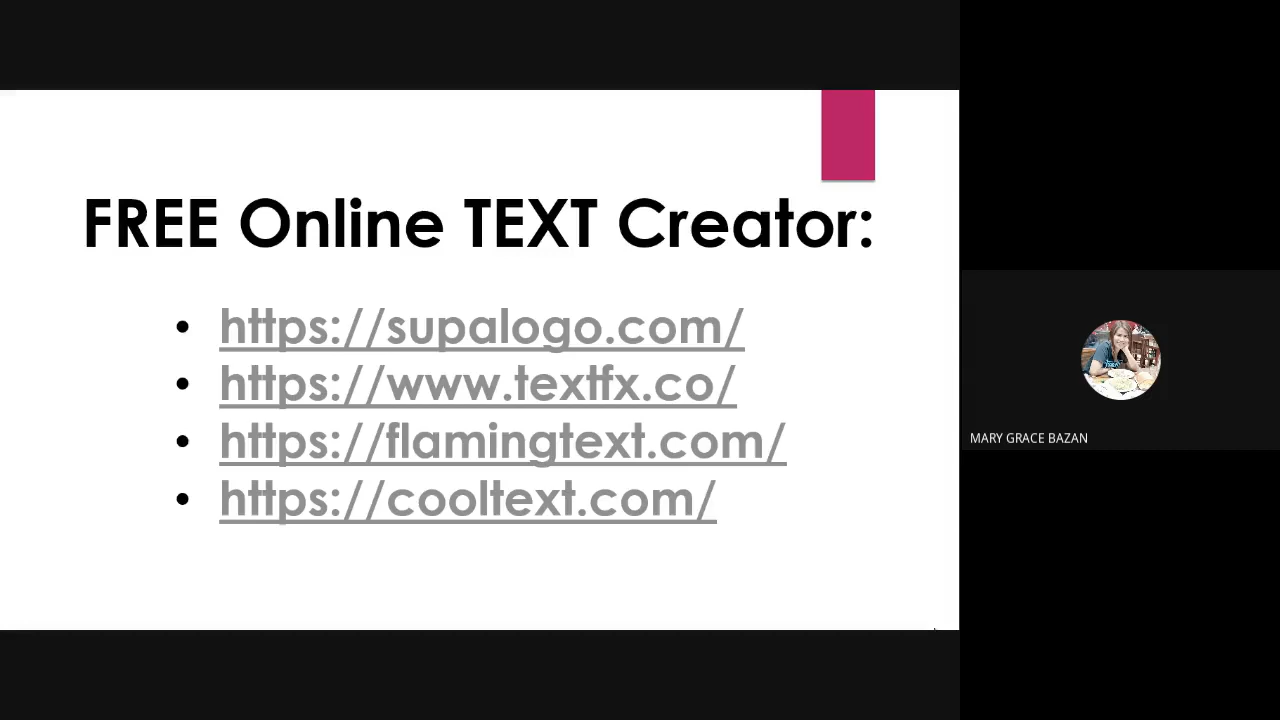 FREE Online TEXT Creator:
• https://supalogo.com/
• https://www.textfx.co/
• https://flamingtext.com/
• https://cooltext.com/
MARY GRACE BAZAN